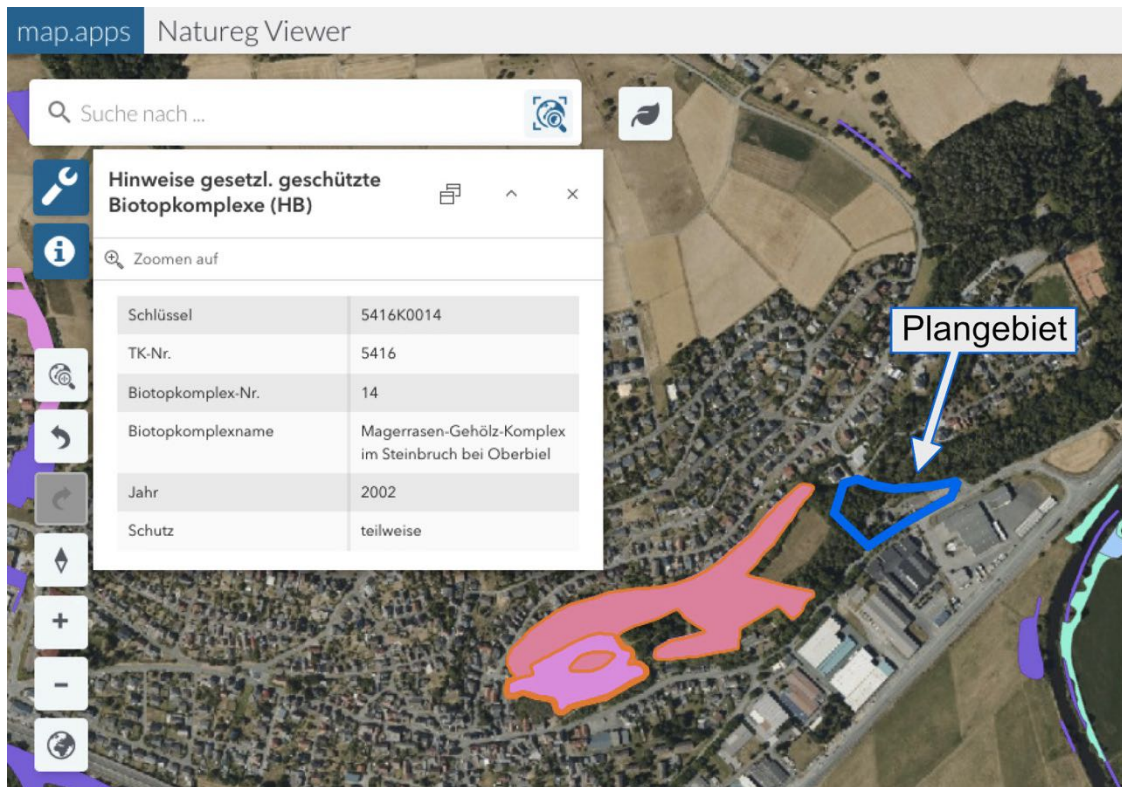 map.apps Natureg Viewer
Suche nach ...
Hinweise gesetzl. geschützte
Biotopkomplexe (HB)
Zoomen auf
Schlüssel 5416K0014
TK-Nr. 5416
Biotopkomplex-Nr. 14
Biotopkomplexname Magerrasen-Gehölz-Komplex
im Steinbruch bei Oberbiel
Jahr 2002
Schutz teilweise
Plangebiet